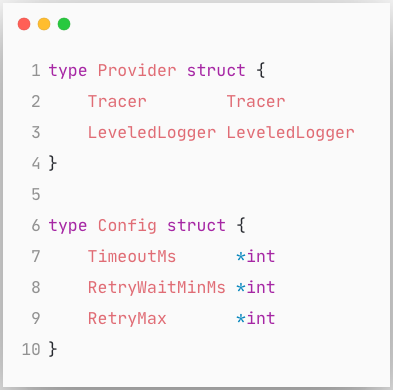 1 type Provider struct {
2     Tracer        Tracer
3     LeveledLogger LeveledLogger
4 }
5
6 type Config struct {
7     TimeoutMs      *int
8     RetryWaitMinMs *int
9     RetryMax       *int
10 }